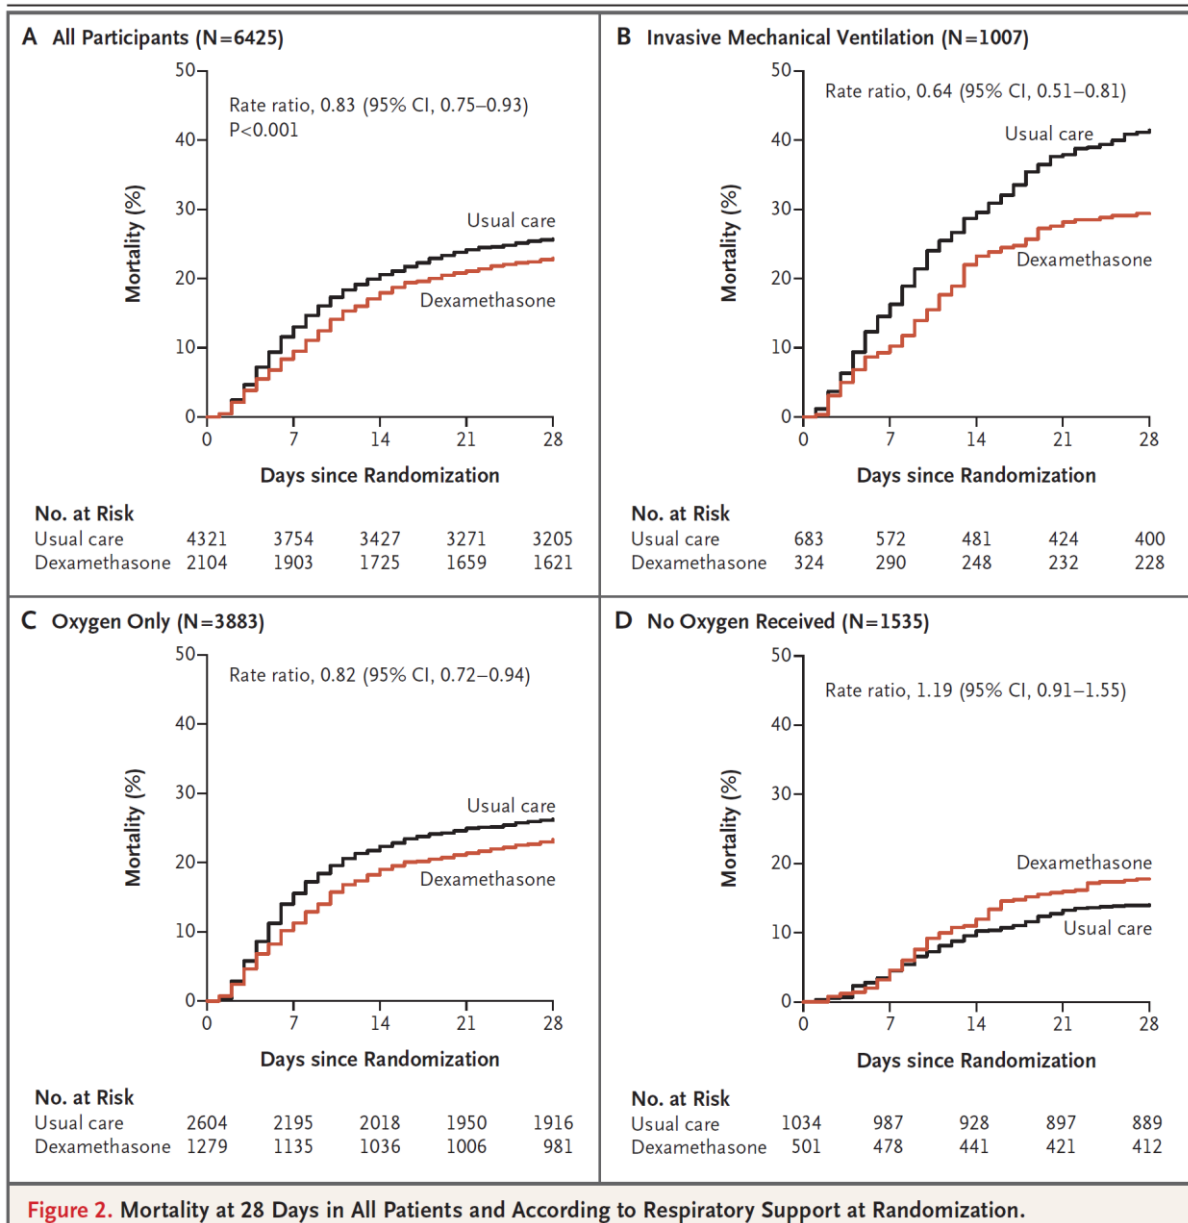 A All Participants (N=6425)
50
40
30
20
10
0
Mortality (%)
Rate ratio, 0.83 (95% CI, 0.75–0.93)
P<0.001
Usual care
Dexamethasone
0 7 14 21 28
Days since Randomization
No. at Risk
Usual care 4321 3754 3427 3271 3205
Dexamethasone 2104 1903 1725 1659 1621
B Invasive Mechanical Ventilation (N=1007)
50
40
30
20
10
0
Mortality (%)
Rate ratio, 0.64 (95% CI, 0.51–0.81)
Usual care
Dexamethasone
0 7 14 21 28
Days since Randomization
No. at Risk
Usual care 683 572 481 424 400
Dexamethasone 324 290 248 232 228
C Oxygen Only (N=3883)
50
40
30
20
10
0
Mortality (%)
Rate ratio, 0.82 (95% CI, 0.72–0.94)
Usual care
Dexamethasone
0 7 14 21 28
Days since Randomization
No. at Risk
Usual care 2604 2195 2018 1950 1916
Dexamethasone 1279 1135 1036 1006 981
D No Oxygen Received (N=1535)
50
40
30
20
10
0
Mortality (%)
Rate ratio, 1.19 (95% CI, 0.91–1.55)
Dexamethasone
Usual care
0 7 14 21 28
Days since Randomization
No. at Risk
Usual care 1034 987 928 897 889
Dexamethasone 501 478 441 421 412
Figure 2. Mortality at 28 Days in All Patients and According to Respiratory Support at Randomization.